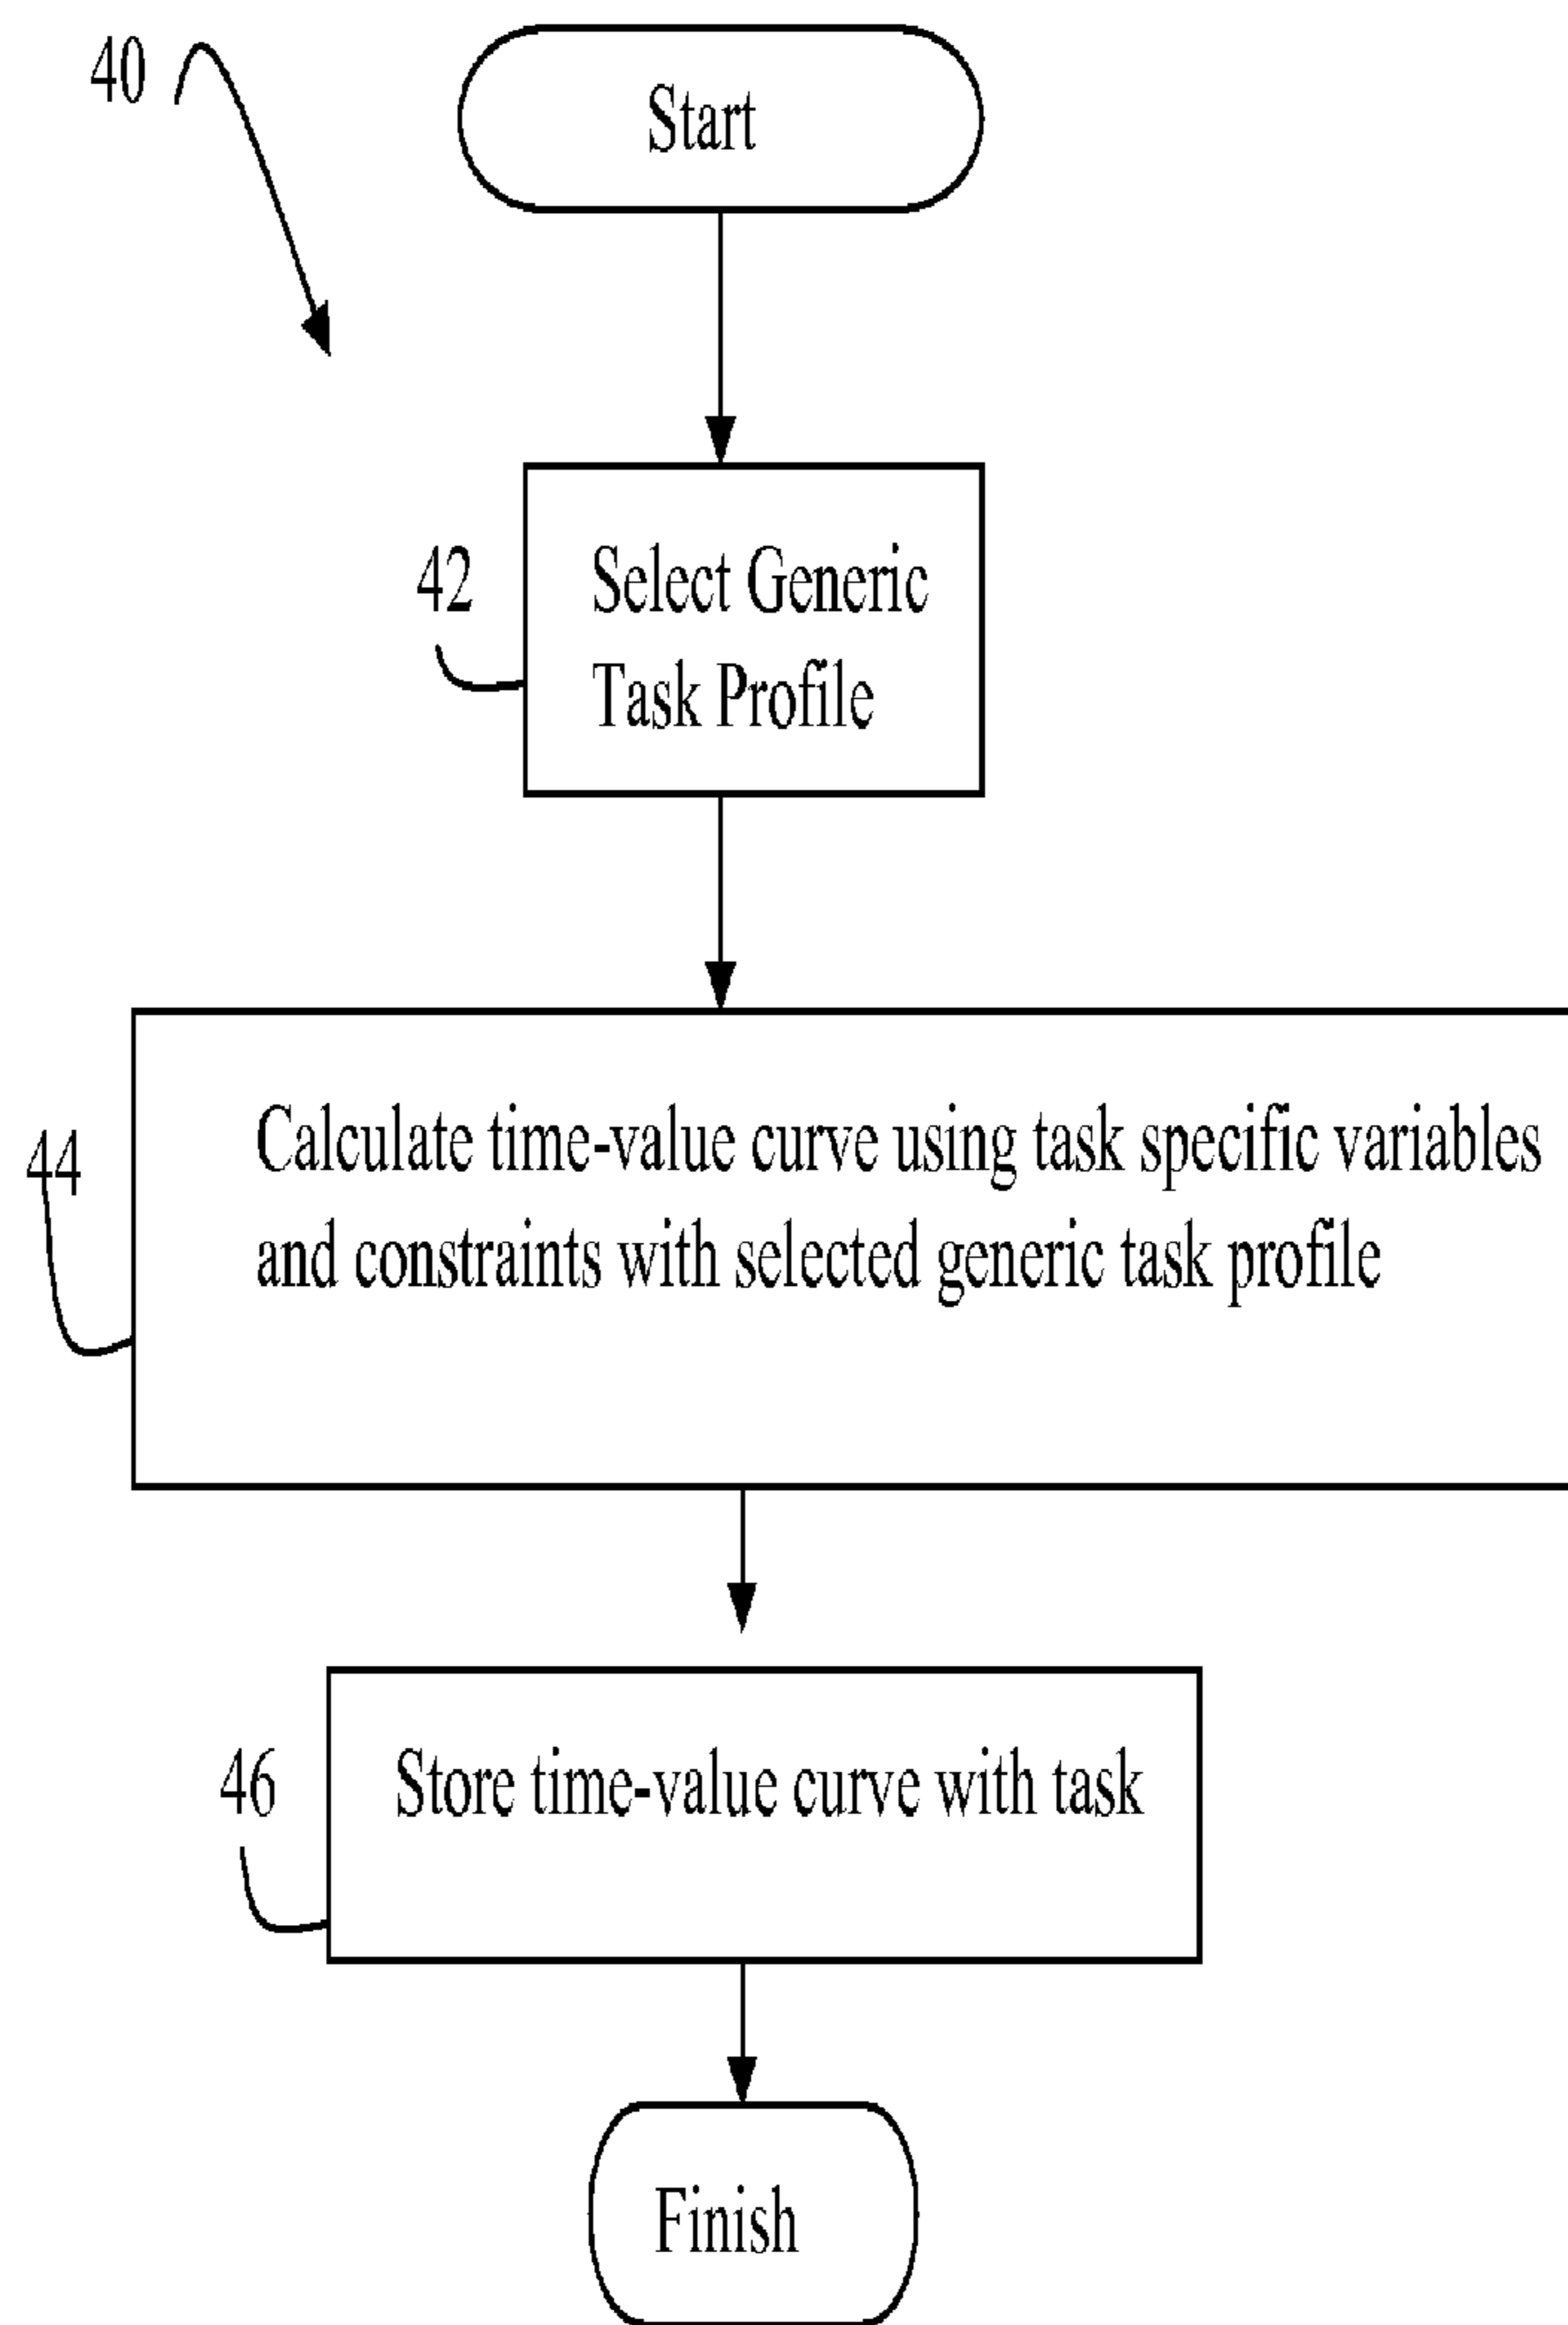 40
Start
42
Select Generic
Task Profile
44
Calculate time-value curve using task specific variables
and constraints with selected generic task profile
46
Store time-value curve with task
Finish